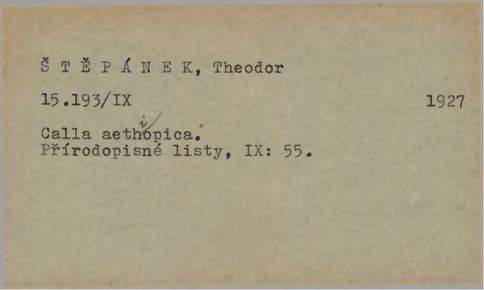 Š T Ě P Á N E K, Theodor
15.193/IX 1927
Calla aethiopica.
Přírodopisné listy, IX: 55.